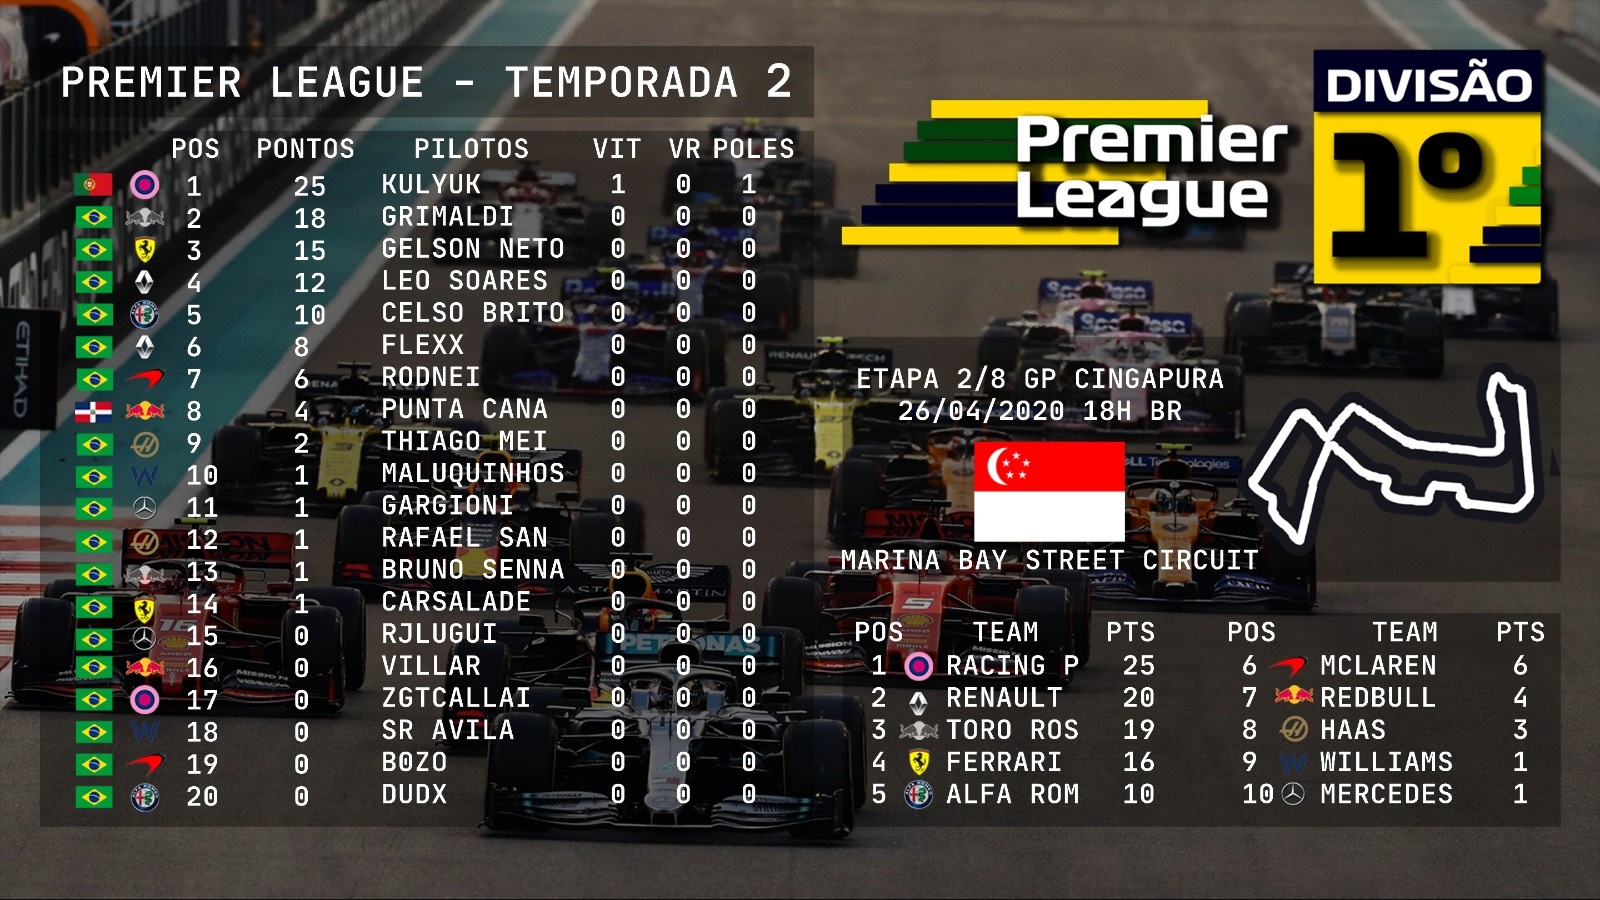 PREMIER LEAGUE - TEMPORADA 2
POS PONTOS PILOTOS VIT VR POLES
1 25 KULYUK 1 0 1
2 18 GRIMALDI 0 0 0
3 15 GELSON NETO 0 0 0
4 12 LEO SOARES 0 0 0
5 10 CELSO BRITO 0 0 0
6 8 FLEXX 0 0 0
7 6 RODNEI 0 0 0
8 4 PUNTA CANA 0 0 0
9 2 THIAGO MEI 0 0 0
10 1 MALUQUINHOS 0 0 0
11 1 GARGIONI 0 0 0
12 1 RAFAEL SAN 0 0 0
13 1 BRUNO SENNA 0 0 0
14 1 CARSALADE 0 0 0
15 0 RJLUGUI 0 0 0
16 0 VILLAR 0 0 0
17 0 ZGTCALLAI 0 0 0
18 0 SR AVILA 0 0 0
19 0 B0ZO 0 0 0
20 0 DUDX 0 0 0
Premier
League
DIVISÃO
1º
ETAPA 2/8 GP CINGAPURA
26/04/2020 18H BR
MARINA BAY STREET CIRCUIT
POS TEAM PTS POS TEAM PTS
1 RACING P 25 6 MCLAREN 6
2 RENAULT 20 7 REDBULL 4
3 TORO ROS 19 8 HAAS 3
4 FERRARI 16 9 WILLIAMS 1
5 ALFA ROM 10 10 MERCEDES 1
ETIHAD
PETRONAS
5
16